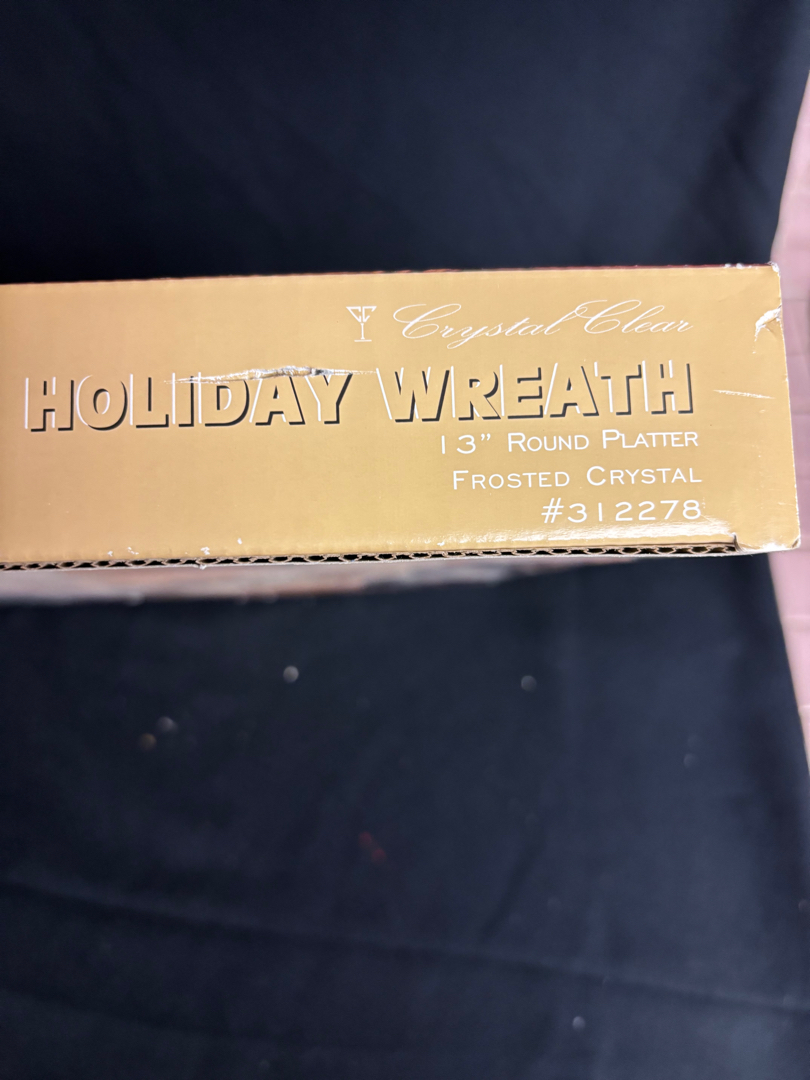 Crystal Clear
HOLIDAY WREATH
13” ROUND PLATTER
FROSTED CRYSTAL
#312278